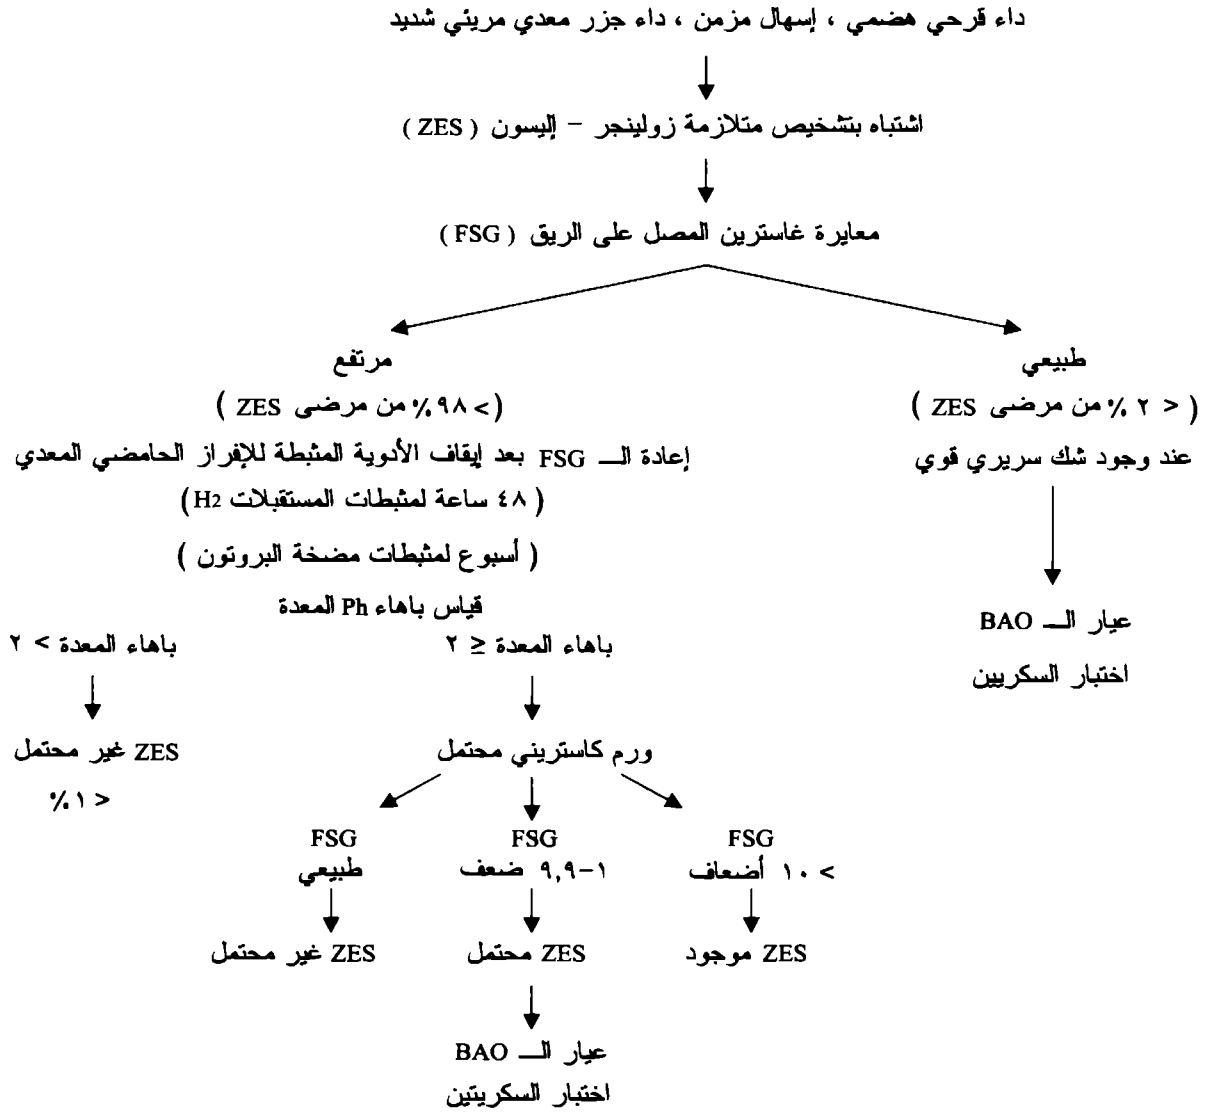 داء قرحي هضمي ، إسهال مزمن ، داء جزر معدي مريئي شديد
اشتباه بتشخيص متلازمة زولينجر – إليسون ( ZES )
معايرة غاسترين المصل على الريق ( FSG )
طبيعي
( < ٢ % من مرضى ZES )
عند وجود شك سريري قوي
عيار الـــ BAO
اختبار السكريين
مرتفع
( > ٩٨ % من مرضى ZES )
إعادة الـــ FSG بعد إيقاف الأدوية المثبطة للإفراز الحامضي المعدي
( ٤٨ ساعة لمثبطات المستقبلات H2 )
( أسبوع لمثبطات مضخة البروتون )
قياس باهاء Ph المعدة
باهاء المعدة ≤ ٢
باهاء المعدة > ٢
ورم كاستريني محتمل
ZES غير محتمل
< ١ %
FSG
> ١٠ أضعاف
ZES موجود
FSG
١-٩,٩ ضعف
ZES محتمل
عيار الـــ BAO
اختبار السكريتين
FSG
طبيعي
ZES غير محتمل